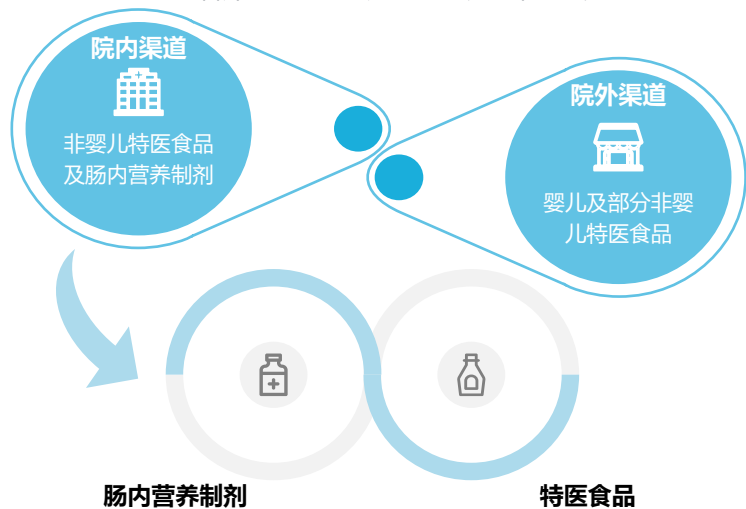 院内渠道
非婴儿特医食品
及肠内营养制剂
院外渠道
婴儿及部分非婴
儿特医食品
肠内营养制剂
特医食品